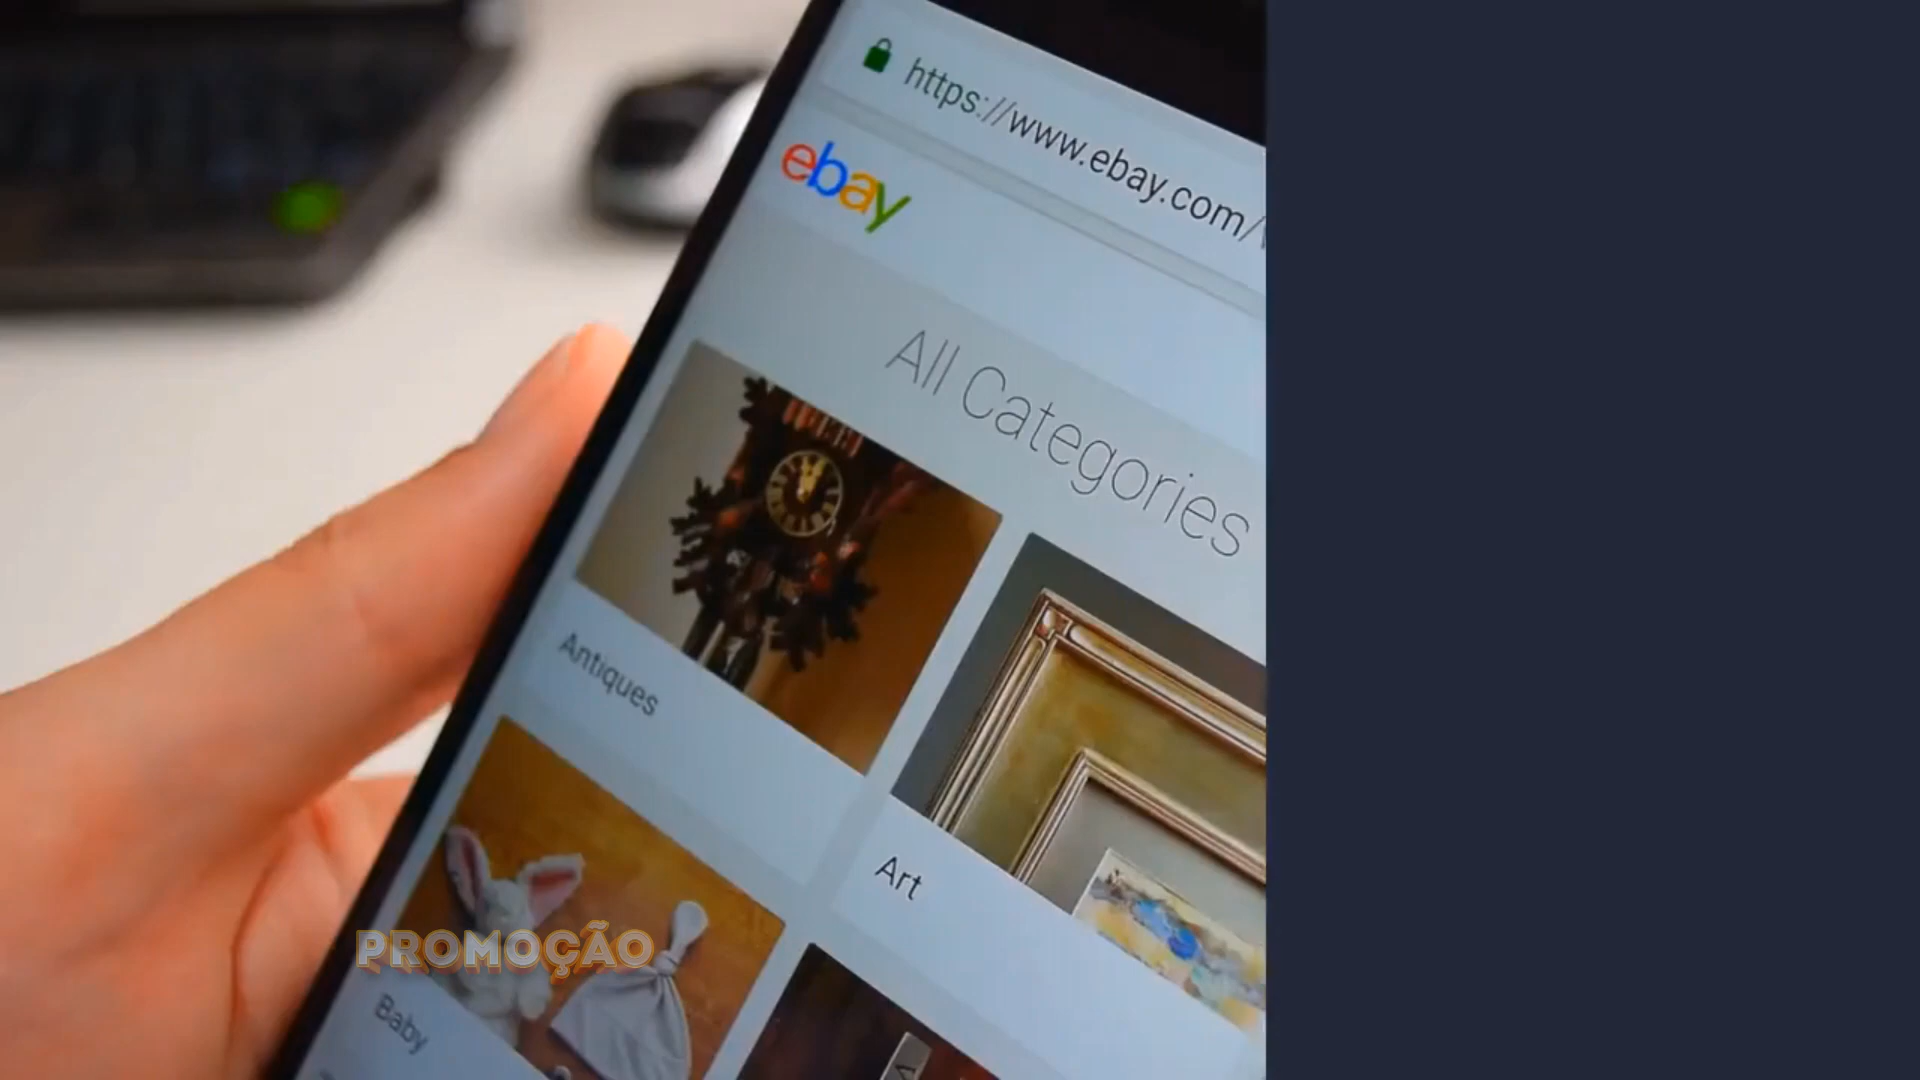 https://www.ebay.com/
ebay
All Categories
Antiques
Art
PROMOÇÃO
Baby